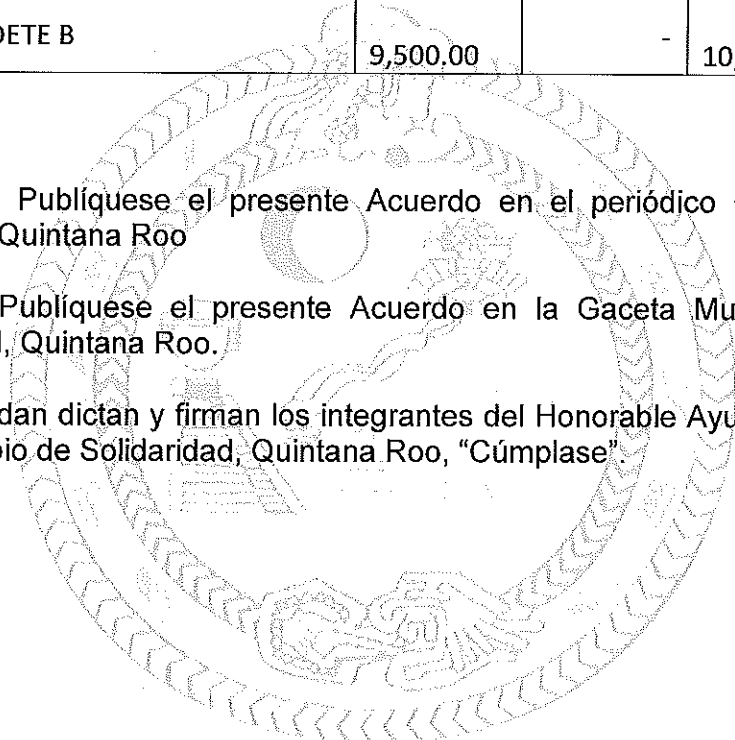 DETE B 9,500.00 - 10,
Publíquese el presente Acuerdo en el periódico
Quintana Roo
Publíquese el presente Acuerdo en la Gaceta Mu
, Quintana Roo.
dan dictan y firman los integrantes del Honorable Ayu
io de Solidaridad, Quintana Roo, “Cúmplase”.